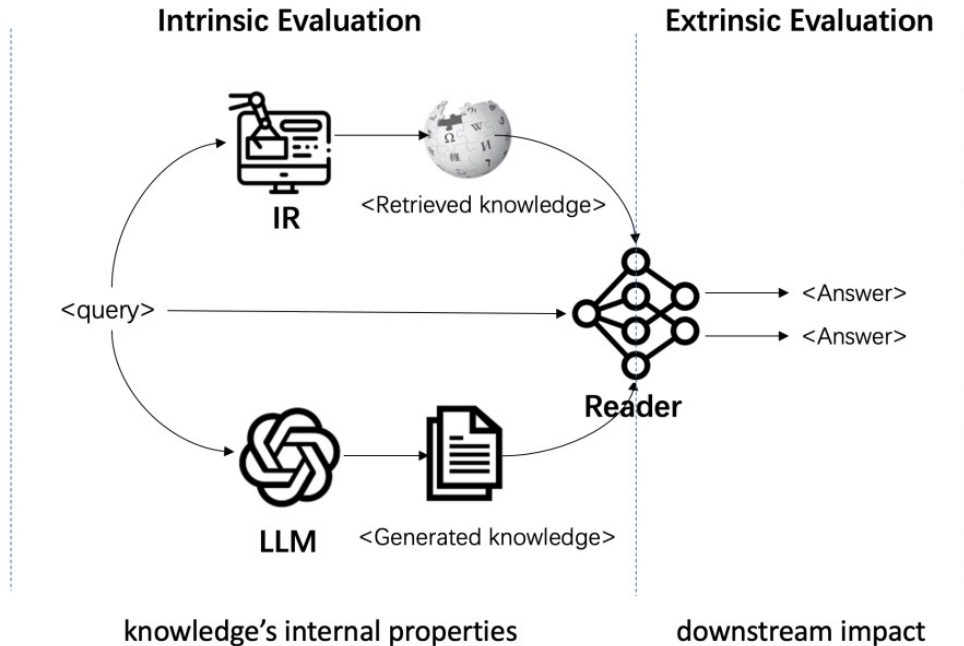 Intrinsic Evaluation
Extrinsic Evaluation
IR
<Retrieved knowledge>
<query>
<Answer>
<Answer>
Reader
LLM
<Generated knowledge>
knowledge's internal properties
downstream impact